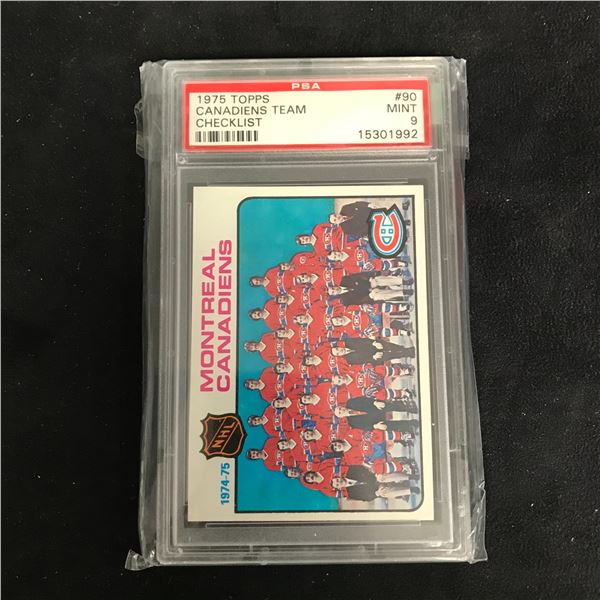 PSA
1975 TOPPS #90
CANADIENS TEAM MINT
CHECKLIST 9
15301992
MONTREAL
CANADIENS
NHL
1974-75